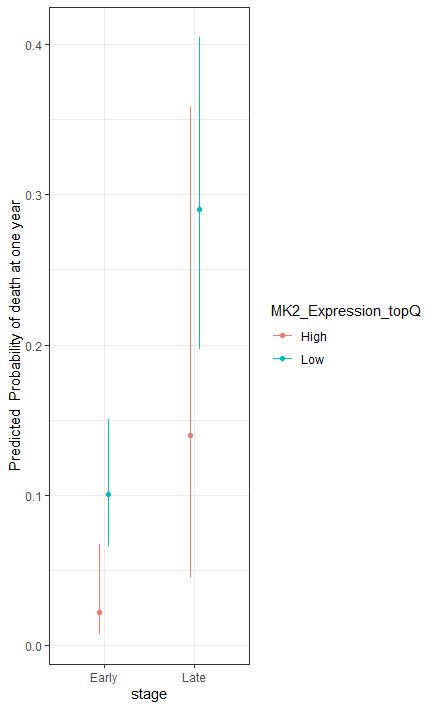 Predicted  Probability of death at one year
0.4
0.3
0.2
0.1
0.0
Early
Late
stage
MK2_Expression_topQ
High
Low